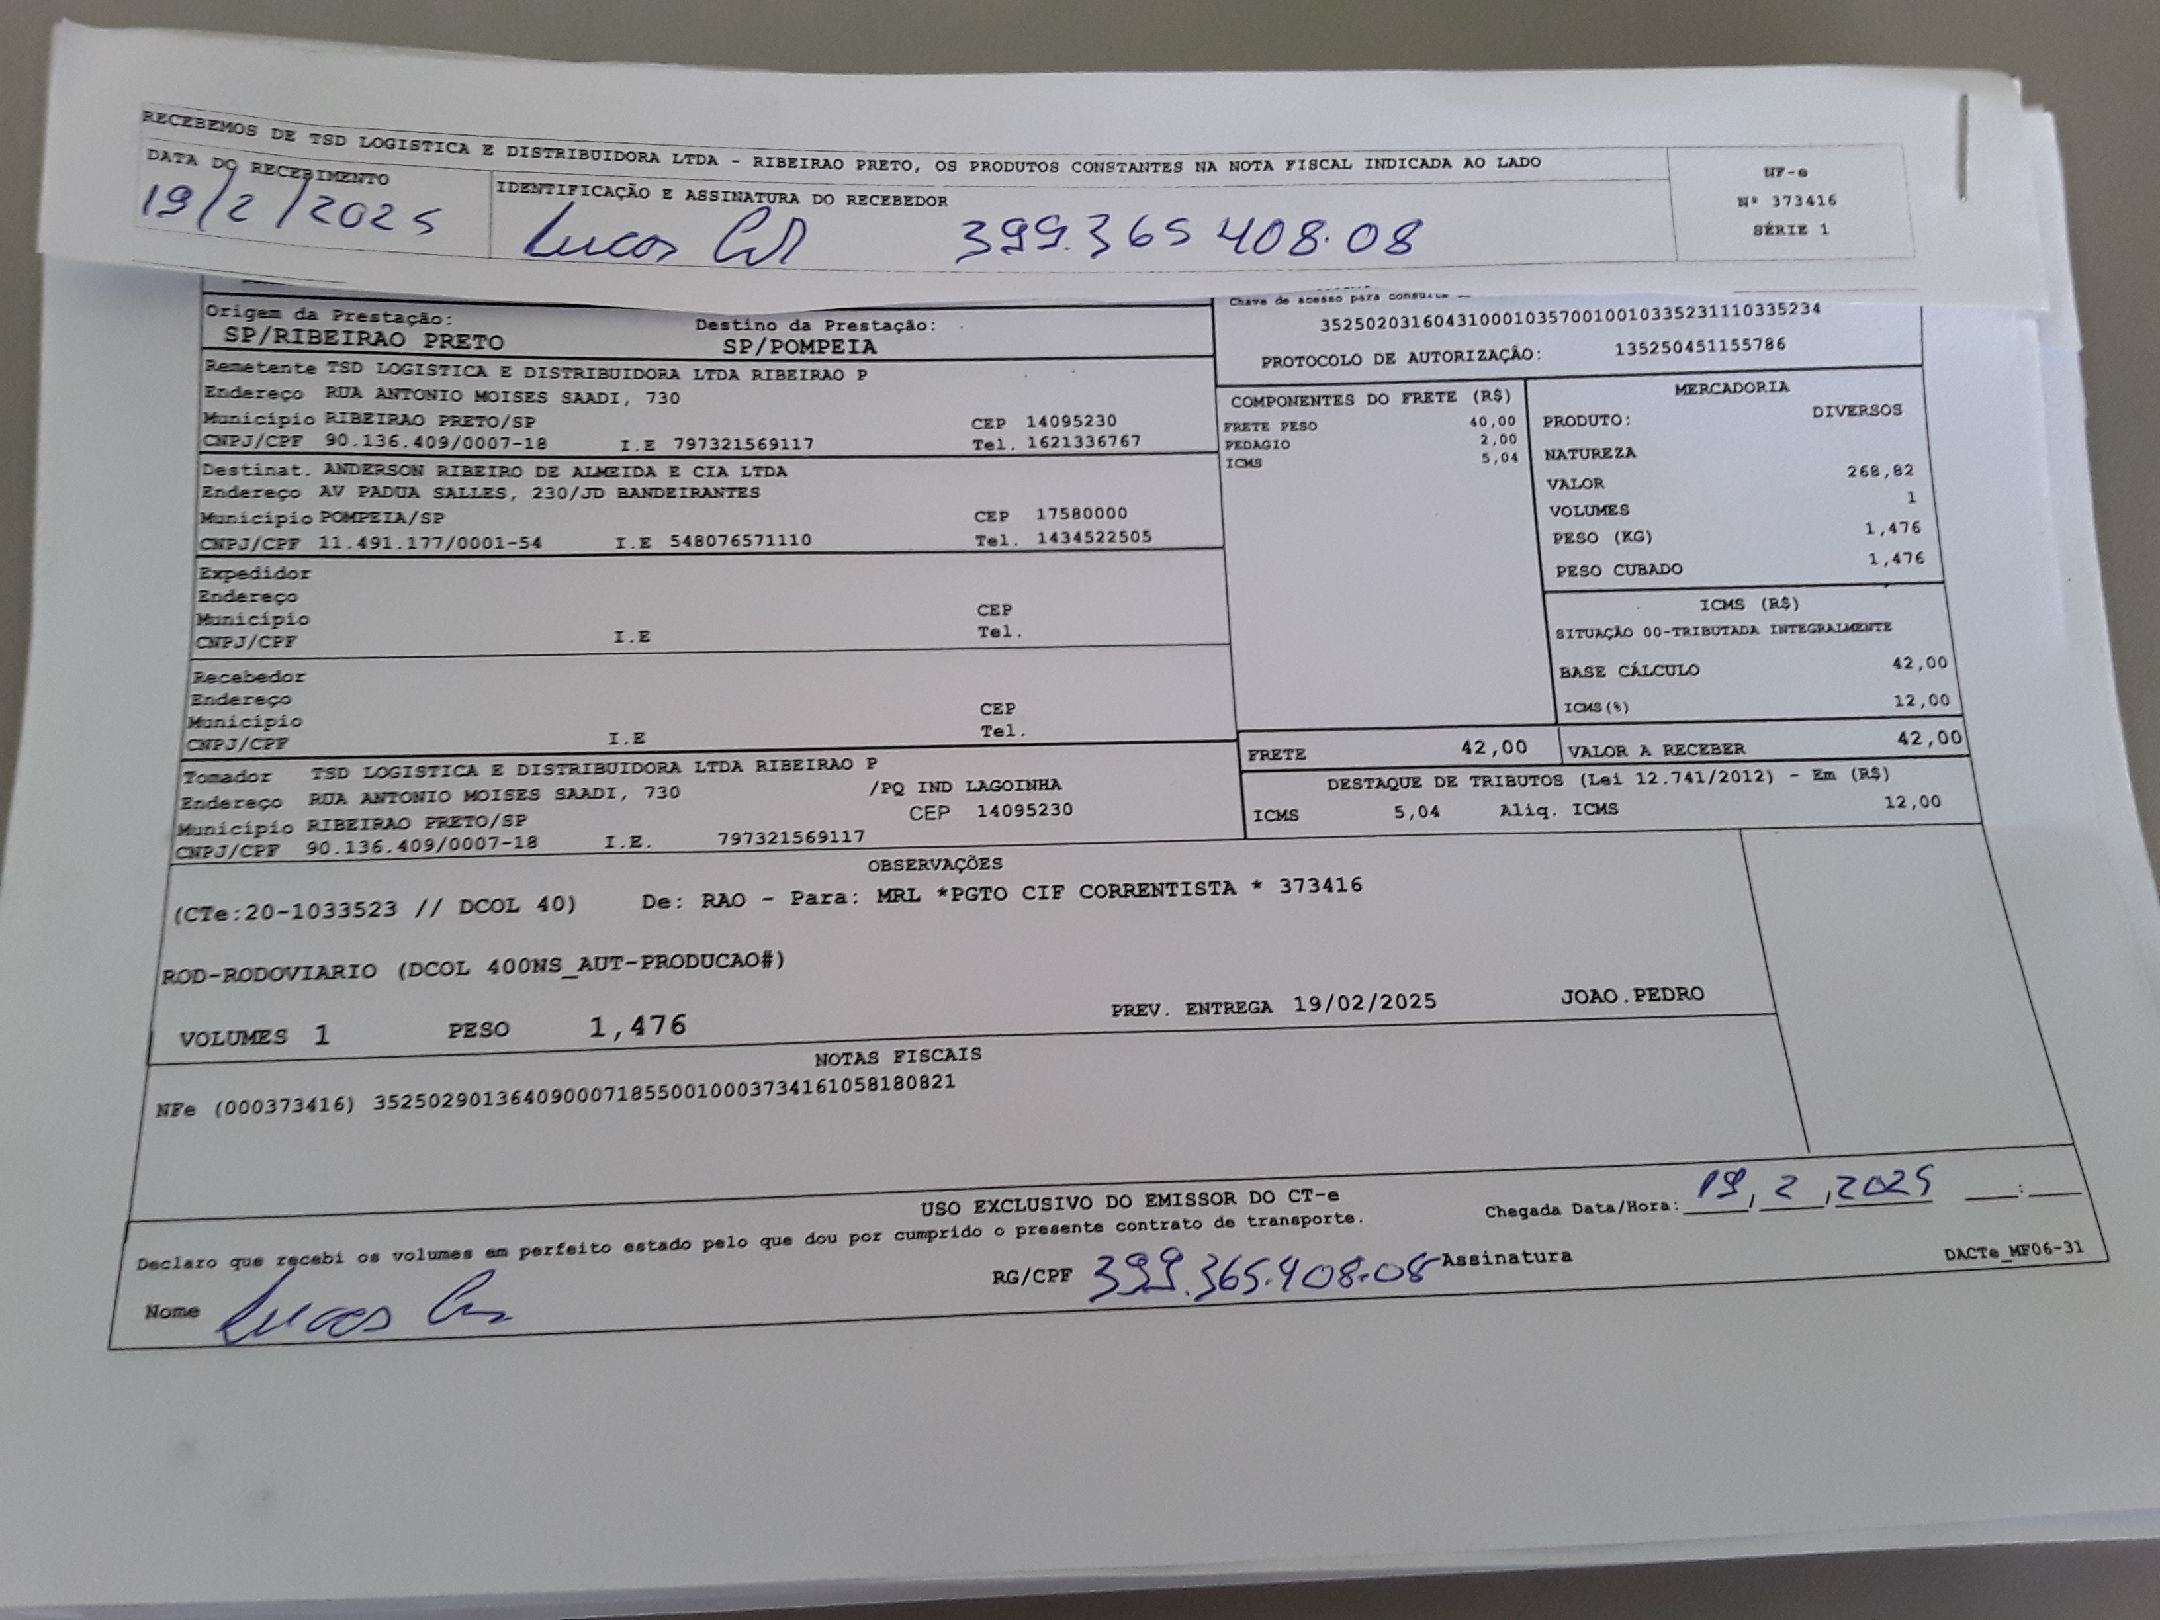 RECEBEMOS DE TSD LOGISTICA E DISTRIBUIDORA LTDA - RIBEIRAO PRETO, OS PRODUTOS CONSTANTES NA NOTA FISCAL INDICADA AO LADO
DATA DO RECEBIMENTO
19/2/2025
IDENTIFICAÇÃO E ASSINATURA DO RECEBEDOR
Lucas 399.365 408.08
NF-e
Nº 373416
SÉRIE 1
Origem da Prestação:
SP/RIBEIRAO PRETO
Destino da Prestação:
SP/POMPEIA
Chave de acesso para consulta
35250203160431000103570010010335231110335234
PROTOCOLO DE AUTORIZAÇÃO: 135250451155786
Remetente TSD LOGISTICA E DISTRIBUIDORA LTDA RIBEIRAO P
Endereço RUA ANTONIO MOISES SAADI, 730
Município RIBEIRAO PRETO/SP CEP 14095230
CNPJ/CPF 90.136.409/0007-18 I.E 797321569117 Tel. 1621336767
Destinat. ANDERSON RIBEIRO DE ALMEIDA E CIA LTDA
Endereço AV PADUA SALLES, 230/JD BANDEIRANTES
Município POMPEIA/SP CEP 17580000
CNPJ/CPF 11.491.177/0001-54 I.E 548076571110 Tel. 1434522505
Expedidor
Endereço
Município CEP
CNPJ/CPF I.E Tel.
Recebedor
Endereço
Município CEP
CNPJ/CPF I.E Tel.
Tomador TSD LOGISTICA E DISTRIBUIDORA LTDA RIBEIRAO P
Endereço RUA ANTONIO MOISES SAADI, 730 /PQ IND LAGOINHA
Município RIBEIRAO PRETO/SP CEP 14095230
CNPJ/CPF 90.136.409/0007-18 I.E. 797321569117
COMPONENTES DO FRETE (R$)
FRETE PESO 40,00
PEDAGIO 2,00
ICMS 5,04
MERCADORIA
PRODUTO: DIVERSOS
NATUREZA
VALOR 268,82
VOLUMES 1
PESO (KG) 1,476
PESO CUBADO 1,476
ICMS (R$)
SITUAÇÃO 00-TRIBUTADA INTEGRALMENTE
BASE CÁLCULO 42,00
ICMS(%) 12,00
FRETE 42,00 VALOR A RECEBER 42,00
DESTAQUE DE TRIBUTOS (Lei 12.741/2012) - Em (R$)
ICMS 5,04 Aliq. ICMS 12,00
OBSERVAÇÕES
(CTe:20-1033523 // DCOL 40) De: RAO - Para: MRL *PGTO CIF CORRENTISTA * 373416
ROD-RODOVIARIO (DCOL 400NS_AUT-PRODUCAO#)
VOLUMES 1 PESO 1,476 PREV. ENTREGA 19/02/2025 JOAO.PEDRO
NOTAS FISCAIS
NFe (000373416) 35250290136409000718550010003734161058180821
USO EXCLUSIVO DO EMISSOR DO CT-e
Declaro que recebi os volumes em perfeito estado pelo que dou por cumprido o presente contrato de transporte.
Chegada Data/Hora: 19/2/2025 __:__
Nome Lucas RG/CPF 399.365.408-08 Assinatura
DACTe_MF06-31